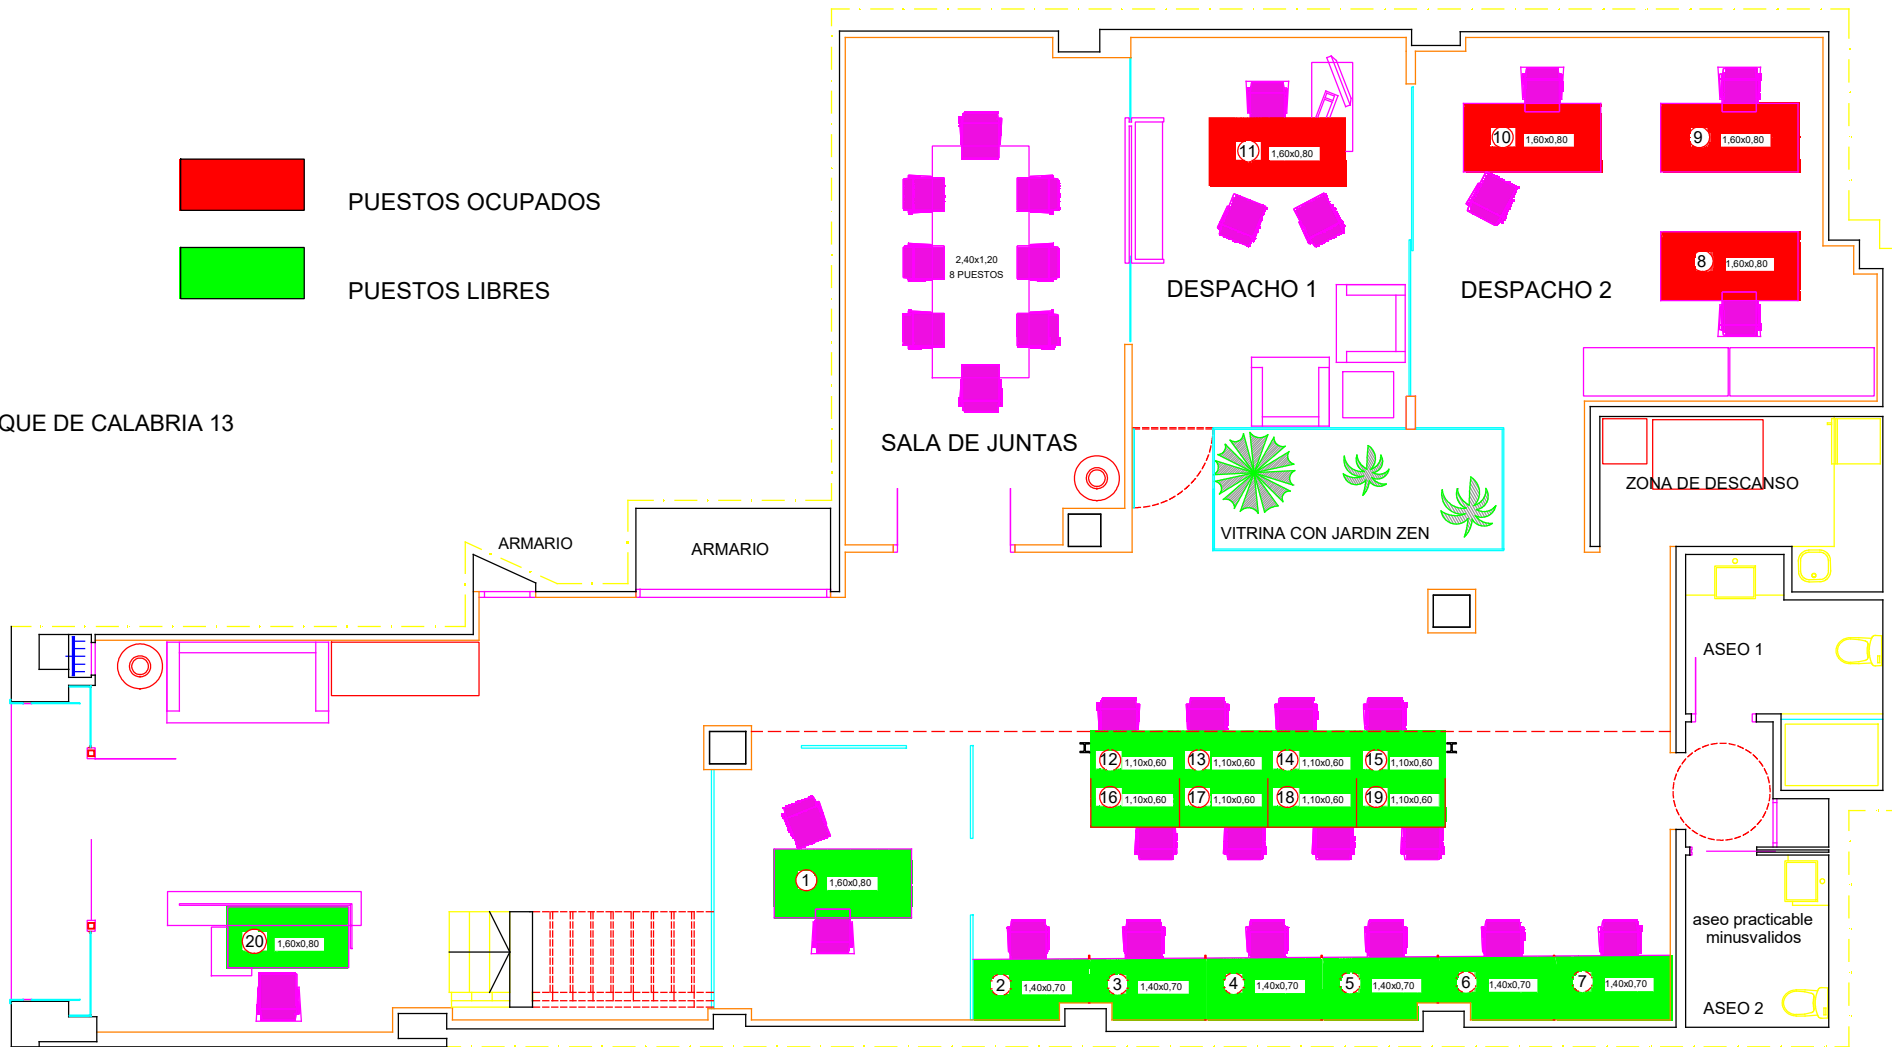 PUESTOS OCUPADOS
PUESTOS LIBRES
QUE DE CALABRIA 13
11 1,60x0,80
10 1,60x0,80
9 1,60x0,80
8 1,60x0,80
2,40x1,20
8 PUESTOS
DESPACHO 1
DESPACHO 2
SALA DE JUNTAS
ZONA DE DESCANSO
VITRINA CON JARDIN ZEN
ARMARIO
ARMARIO
ASEO 1
12 1,10x0,60
13 1,10x0,60
14 1,10x0,60
15 1,10x0,60
16 1,10x0,60
17 1,10x0,60
18 1,10x0,60
19 1,10x0,60
1 1,60x0,80
20 1,60x0,80
aseo practicable
minusvalidos
2 1,40x0,70
3 1,40x0,70
4 1,40x0,70
5 1,40x0,70
6 1,40x0,70
7 1,40x0,70
ASEO 2